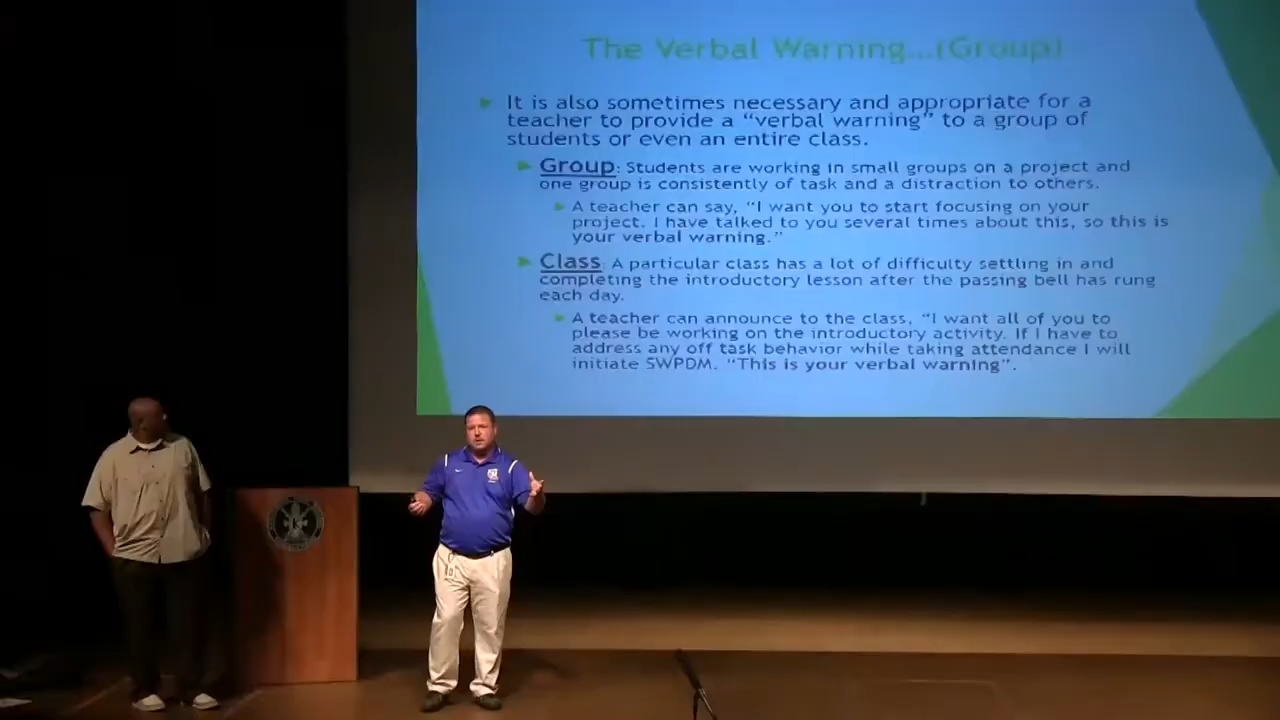 The Verbal Warning...(Group)
It is also sometimes necessary and appropriate for a
teacher to provide a “verbal warning” to a group of
students or even an entire class.
Group: Students are working in small groups on a project and
one group is consistently of task and a distraction to others.
A teacher can say, “I want you to start focusing on your
project. I have talked to you several times about this, so this is
your verbal warning.”
Class: A particular class has a lot of difficulty settling in and
completing the introductory lesson after the passing bell has rung
each day.
A teacher can announce to the class, “I want all of you to
please be working on the introductory activity. If I have to
address any off task behavior while taking attendance I will
initiate SWPDM. “This is your verbal warning”.